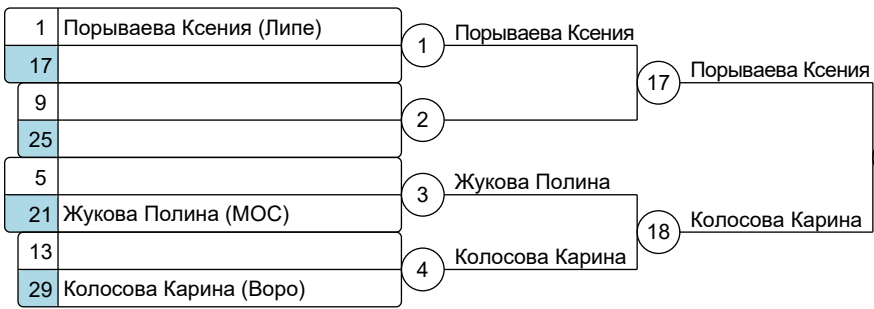 1 Порываева Ксения (Липе)
17
1 Порываева Ксения
9
25
2
17 Порываева Ксения
5
21 Жукова Полина (МОС)
3 Жукова Полина
13
29 Колосова Карина (Воро)
4 Колосова Карина
18 Колосова Карина